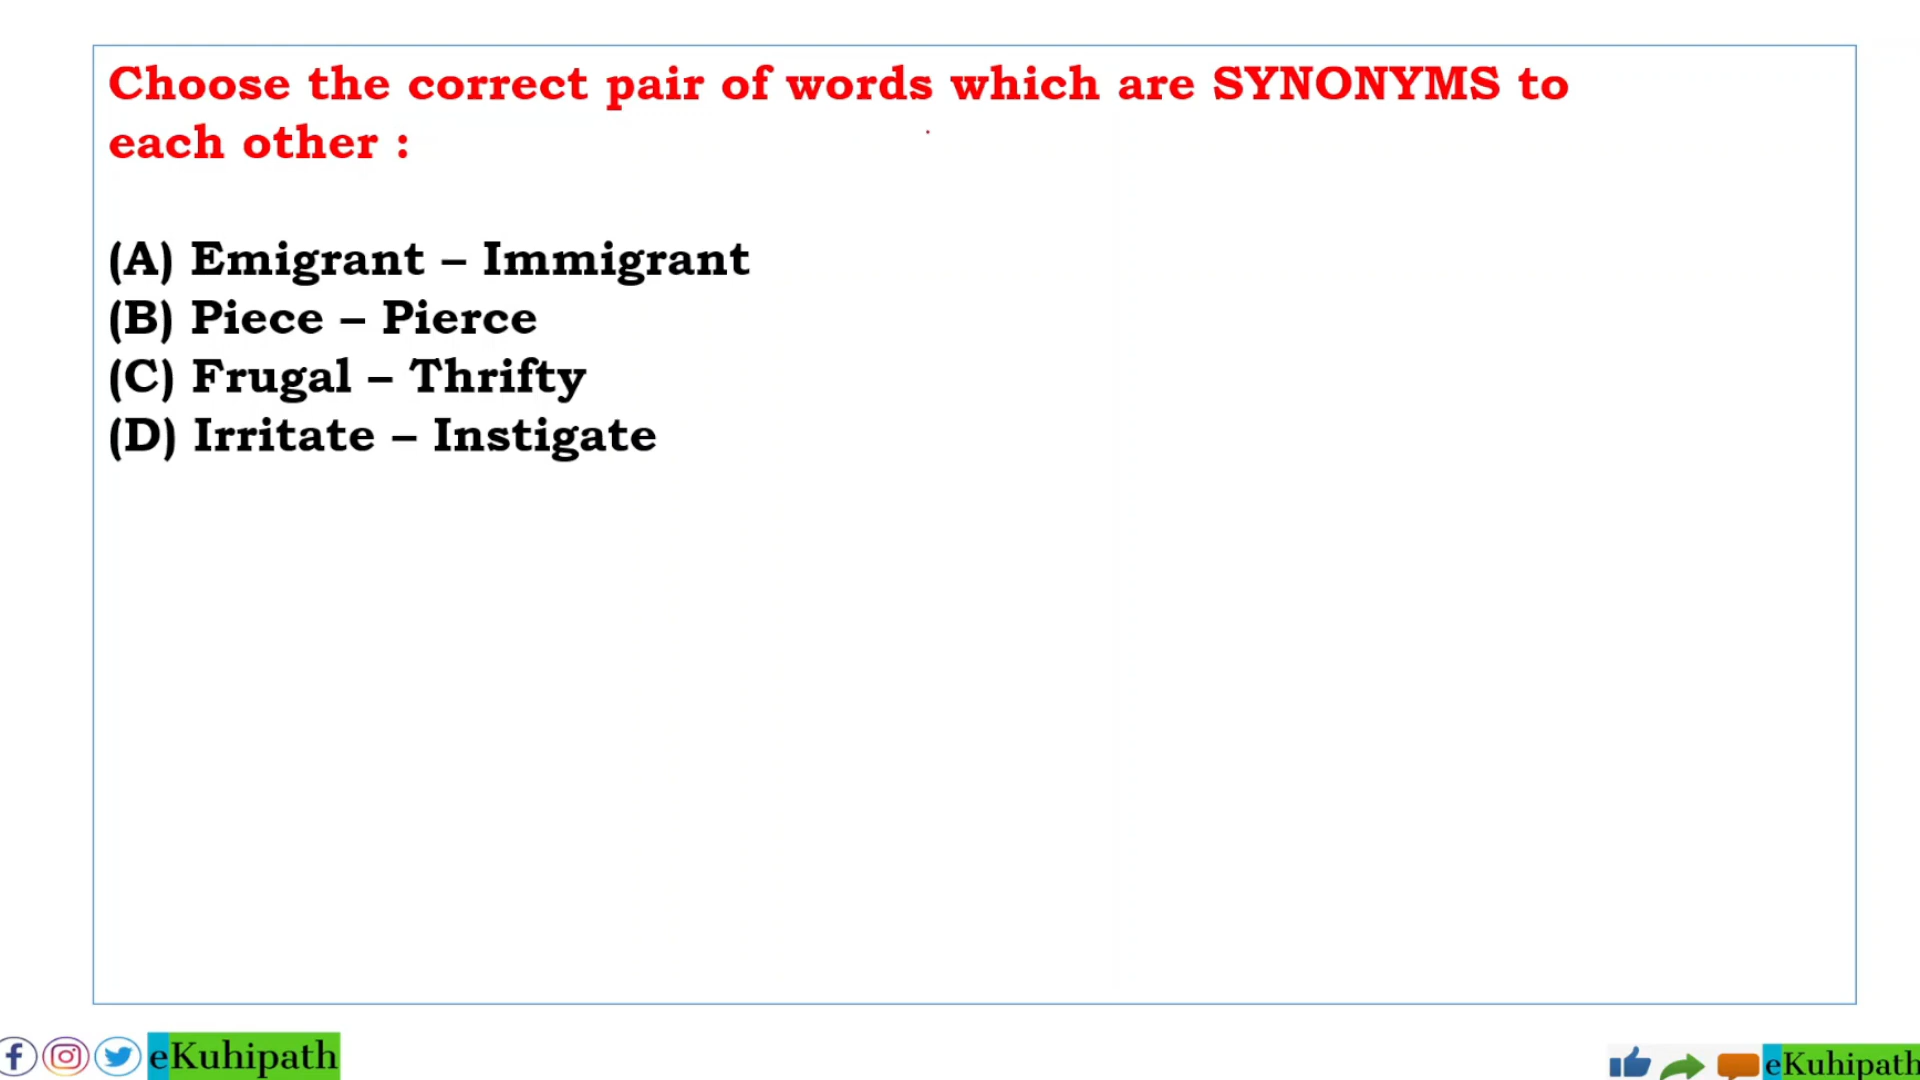 Choose the correct pair of words which are SYNONYMS to
each other :
(A) Emigrant – Immigrant
(B) Piece – Pierce
(C) Frugal – Thrifty
(D) Irritate – Instigate
eKuhipath
eKuhipath